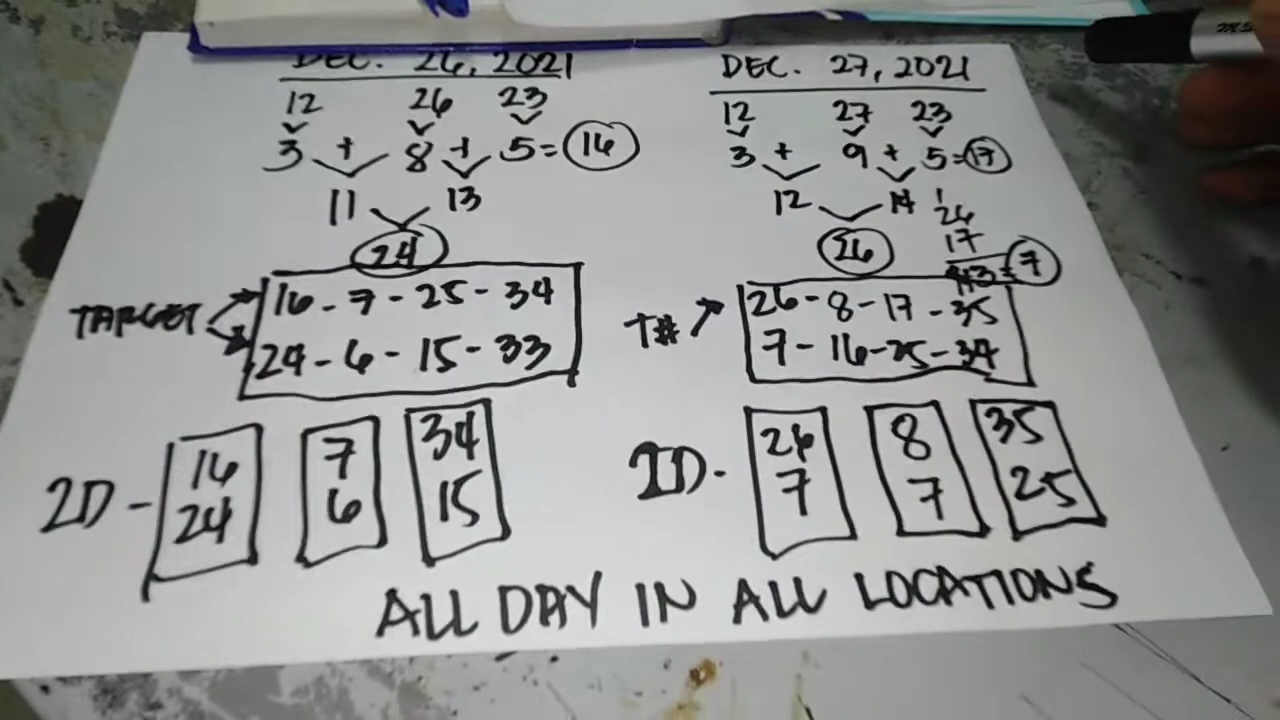 DEC. 26, 2021
12 26 23
3 + 8 + 5 = 16
11 13
24
TARGET
16 - 7 - 25 - 34
24 - 6 - 15 - 33
2D -
16 7 34
24 6 15
DEC. 27, 2021
12 27 23
3 + 9 + 5 = 17
12 14
26
1
26
17
= 7
T#
26 - 8 - 17 - 35
7 - 16 - 25 - 34
2D -
26 8 35
7 7 25
ALL DAY IN ALL LOCATIONS